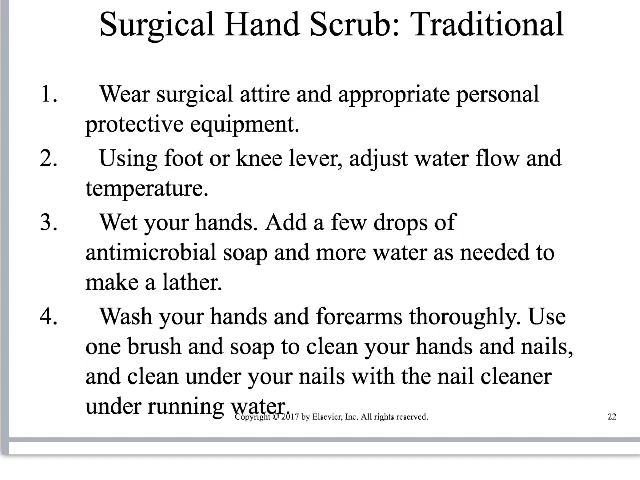 Surgical Hand Scrub: Traditional
1. Wear surgical attire and appropriate personal
protective equipment.
2. Using foot or knee lever, adjust water flow and
temperature.
3. Wet your hands. Add a few drops of
antimicrobial soap and more water as needed to
make a lather.
4. Wash your hands and forearms thoroughly. Use
one brush and soap to clean your hands and nails,
and clean under your nails with the nail cleaner
under running water.
Copyright © 2017 by Elsevier, Inc. All rights reserved. 22